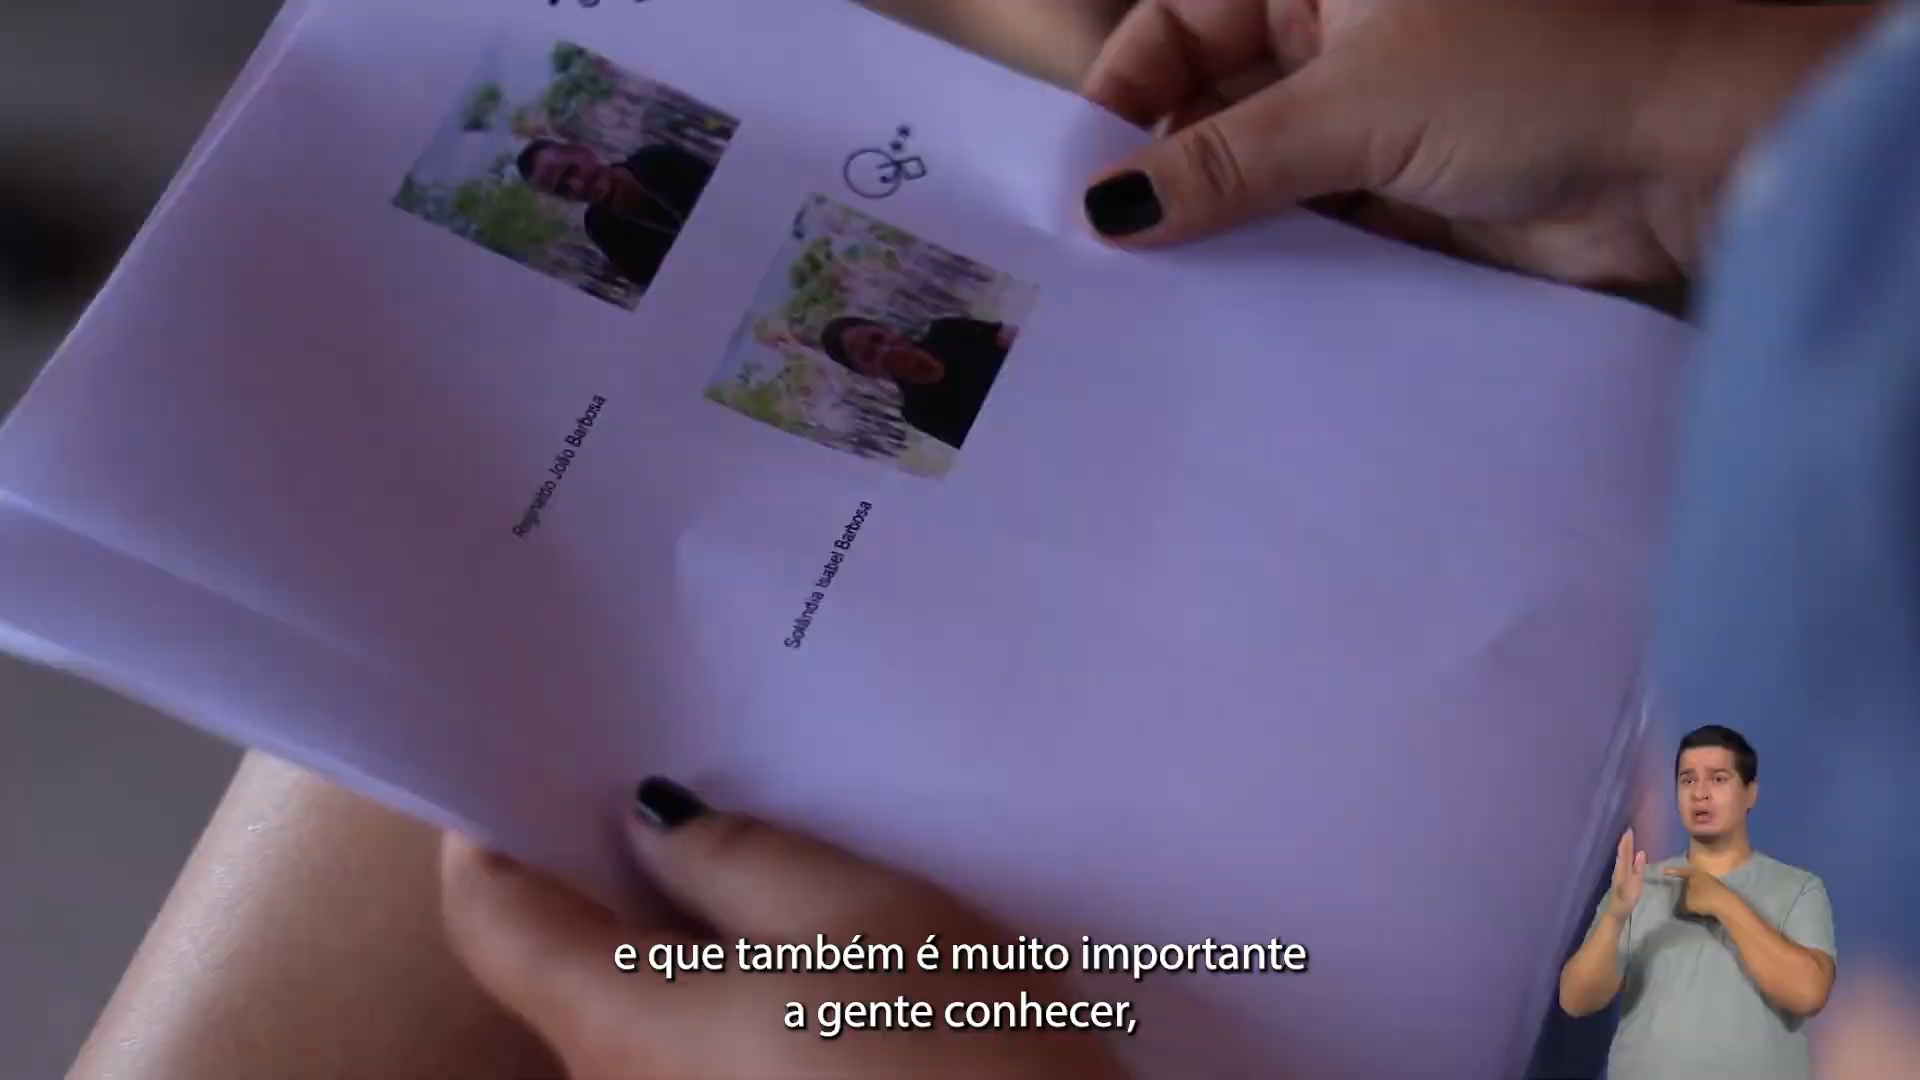 Reginaldo João Barbosa
Solândia Isabel Barbosa
e que também é muito importante
a gente conhecer,